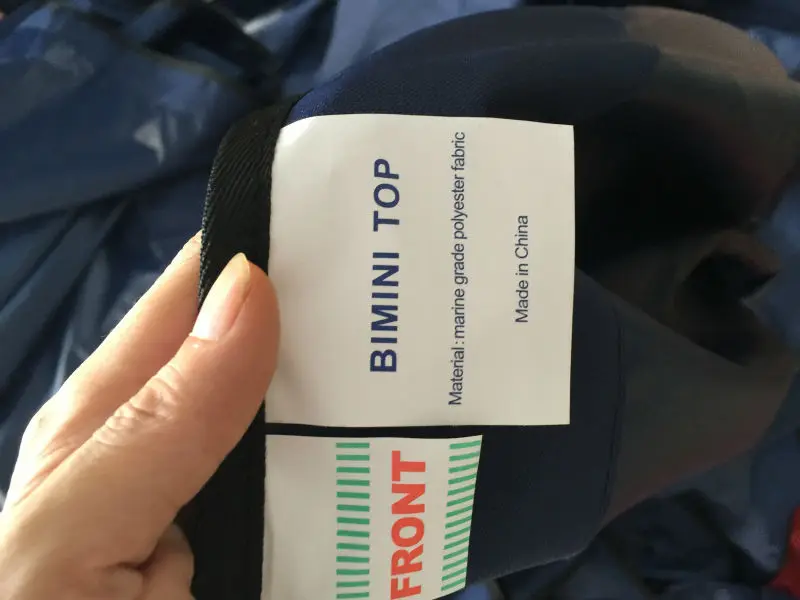 BIMINI TOP
Material: marine grade polyester fabric
Made in China
FRONT